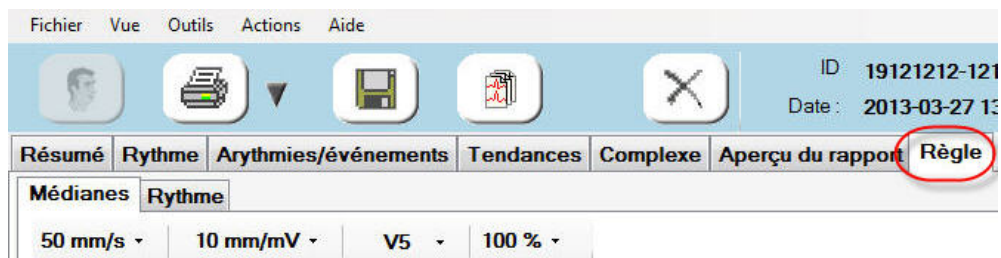 Fichier Vue Outils Actions Aide
ID 19121212-121
Date : 2013-03-27 13
Résumé Rythme Arythmies/événements Tendances Complexe Aperçu du rapport Règle
Médianes Rythme
50 mm/s 10 mm/mV V5 100 %